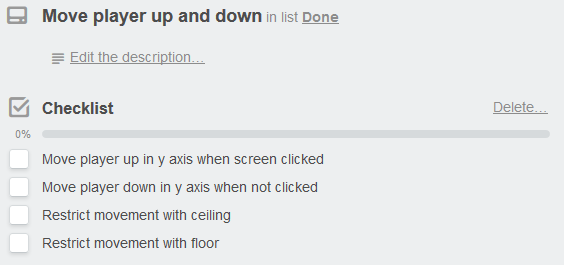 Move player up and down in list Done
Edit the description...
Checklist Delete...
0%
Move player up in y axis when screen clicked
Move player down in y axis when not clicked
Restrict movement with ceiling
Restrict movement with floor